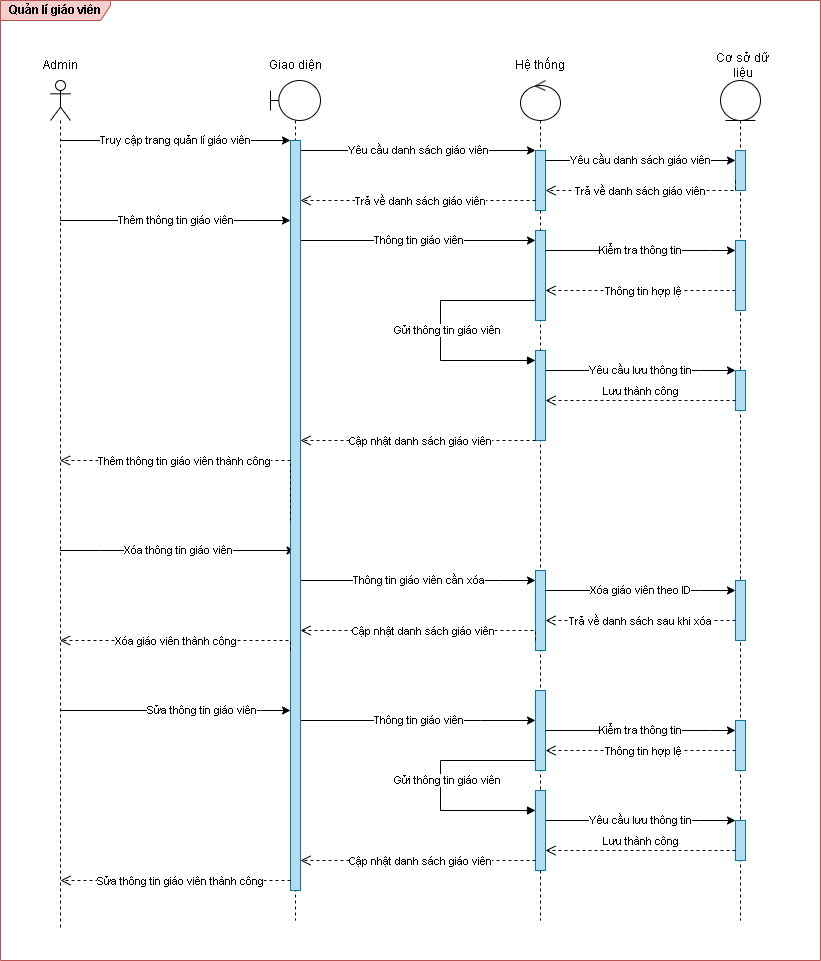 Quản lí giáo viên
Admin
Giao diện
Hệ thống
Cơ sở dữ
liệu
Truy cập trang quản lí giáo viên
Yêu cầu danh sách giáo viên
Yêu cầu danh sách giáo viên
Trả về danh sách giáo viên
Trả về danh sách giáo viên
Thêm thông tin giáo viên
Thông tin giáo viên
Kiểm tra thông tin
Thông tin hợp lệ
Gửi thông tin giáo viên
Yêu cầu lưu thông tin
Lưu thành công
Cập nhật danh sách giáo viên
Thêm thông tin giáo viên thành công
Xóa thông tin giáo viên
Thông tin giáo viên cần xóa
Xóa giáo viên theo ID
Trả về danh sách sau khi xóa
Cập nhật danh sách giáo viên
Xóa giáo viên thành công
Sửa thông tin giáo viên
Thông tin giáo viên
Kiểm tra thông tin
Thông tin hợp lệ
Gửi thông tin giáo viên
Yêu cầu lưu thông tin
Lưu thành công
Cập nhật danh sách giáo viên
Sửa thông tin giáo viên thành công